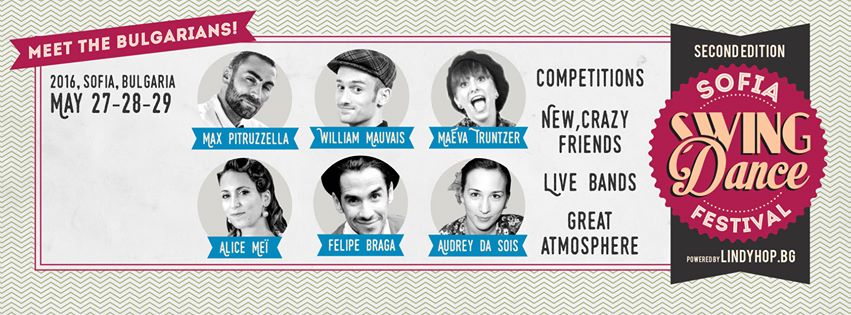 MEET THE BULGARIANS!
2016, SOFIA, BULGARIA
MAY 27-28-29
MAX PITRUZZELLA
WILLIAM MAUVAIS
MAËVA TRUNTZER
ALICE MEÏ
FELIPE BRAGA
AUDREY DA SOIS
COMPETITIONS
NEW, CRAZY
FRIENDS
LIVE BANDS
GREAT
ATMOSPHERE
SECOND EDITION
SOFIA
SWING
Dance
FESTIVAL
POWERED BY LINDYHOP.BG